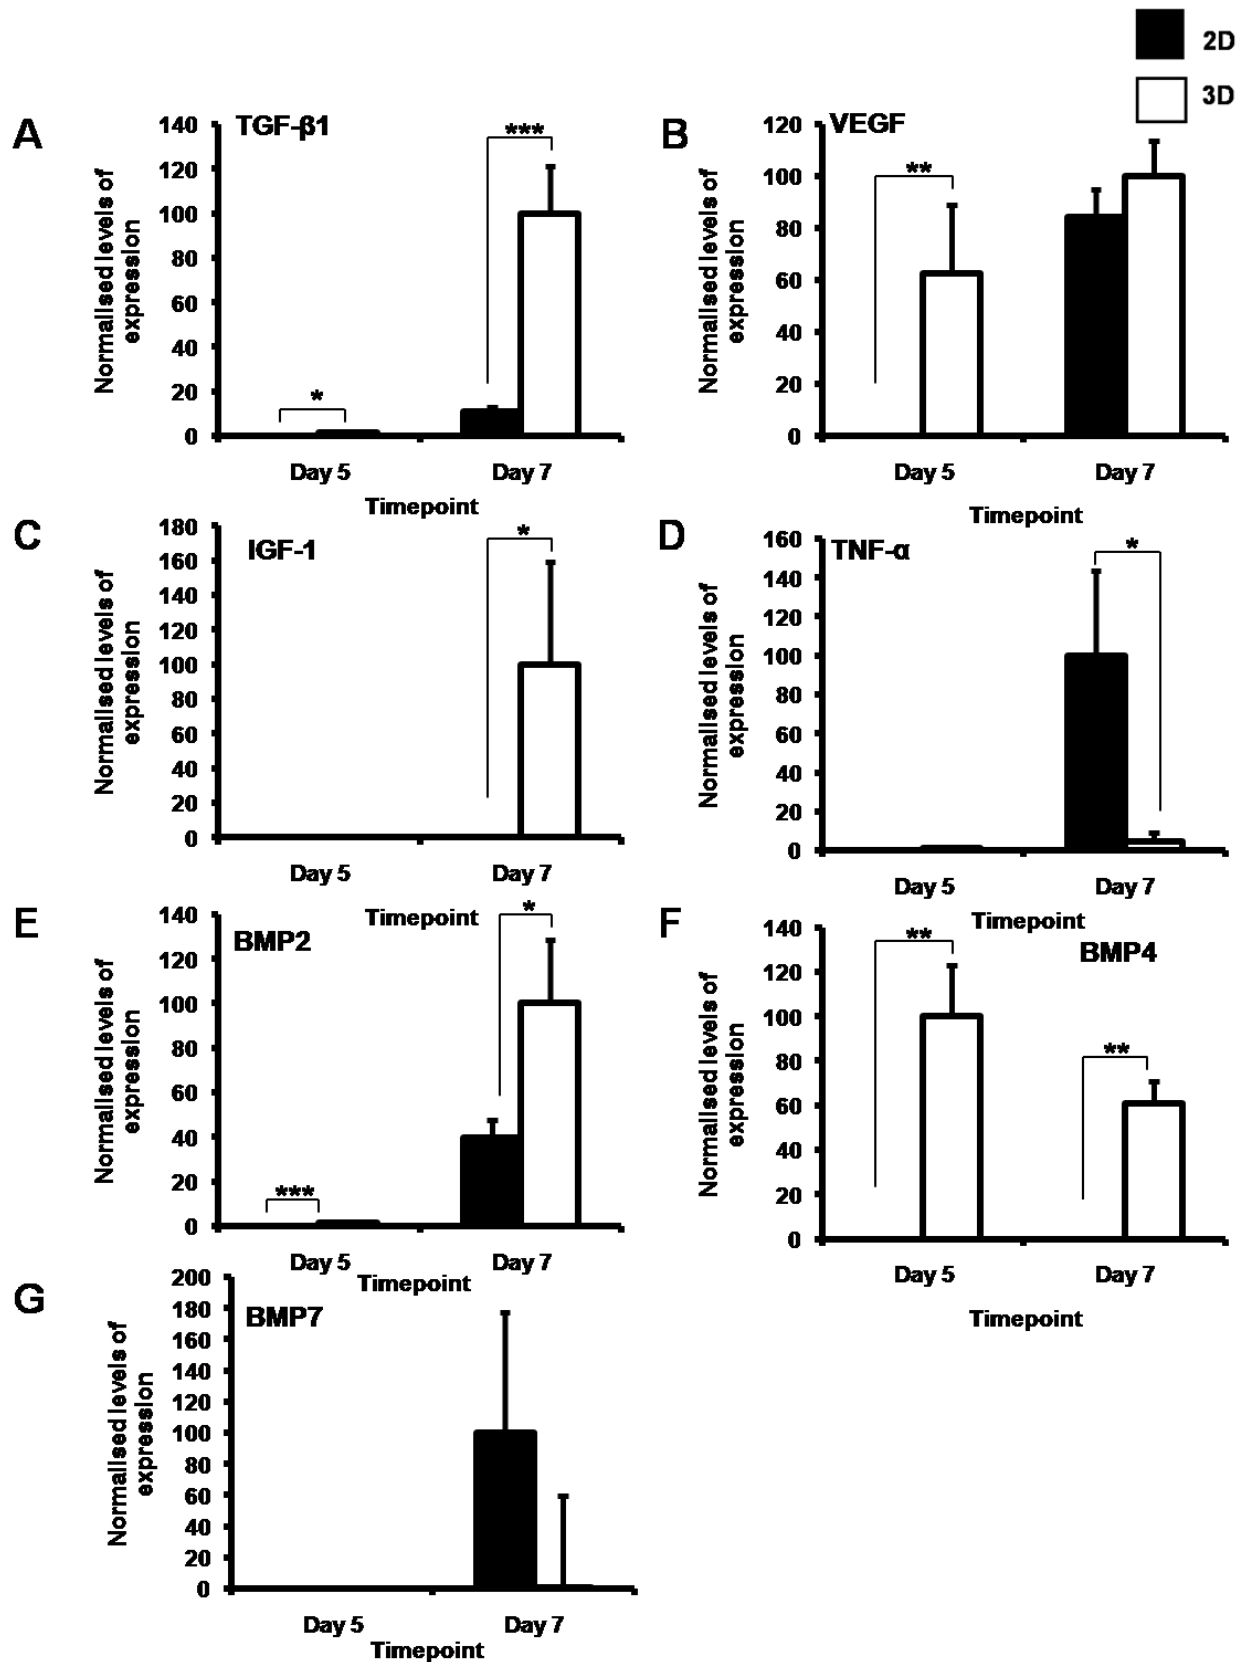 2D
3D
A
TGF-β1
***
*
140
120
100
80
60
40
20
0
Normalised levels of
expression
Day 5
Day 7
Timepoint
B
VEGF
**
120
100
80
60
40
20
0
Normalised levels of
expression
Day 5
Day 7
Timepoint
C
IGF-1
*
180
160
140
120
100
80
60
40
20
0
Normalised levels of
expression
Day 5
Day 7
Timepoint
D
TNF-α
*
160
140
120
100
80
60
40
20
0
Normalised levels of
expression
Day 5
Day 7
Timepoint
E
BMP2
*
***
140
120
100
80
60
40
20
0
Normalised levels of
expression
Day 5
Day 7
Timepoint
F
BMP4
**
**
140
120
100
80
60
40
20
0
Normalised levels of
expression
Day 5
Day 7
Timepoint
G
BMP7
200
180
160
140
120
100
80
60
40
20
0
Normalised levels of
expression
Day 5
Day 7
Timepoint